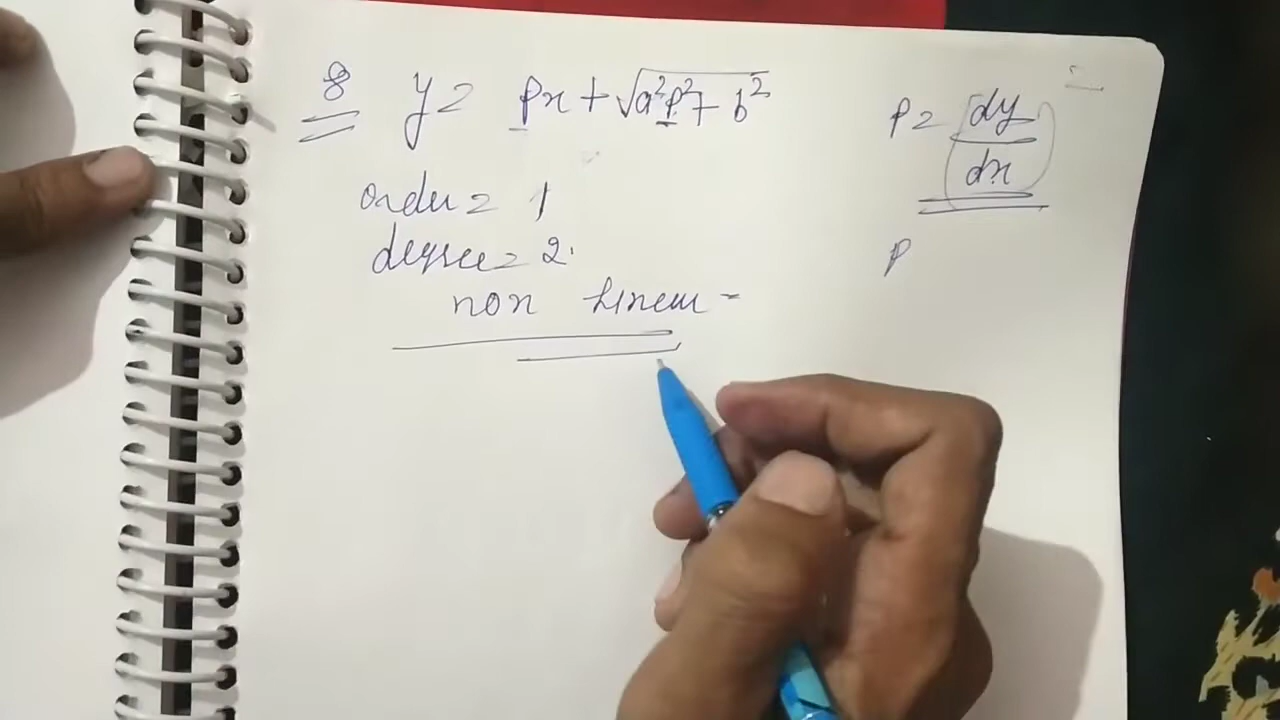 8 y = px + √a²p² + b²
p = dy/dx
order = 1
degree = 2.
p
non linear -